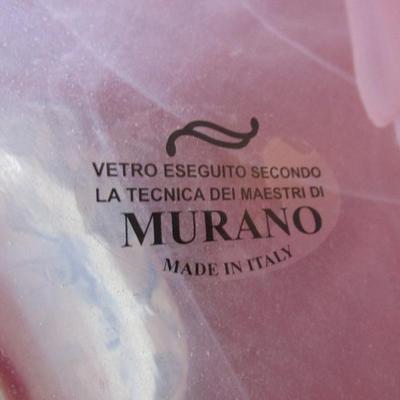 VETRO ESEGUITO SECONDO
LA TECNICA DEI MAESTRI DI
MURANO
MADE IN ITALY